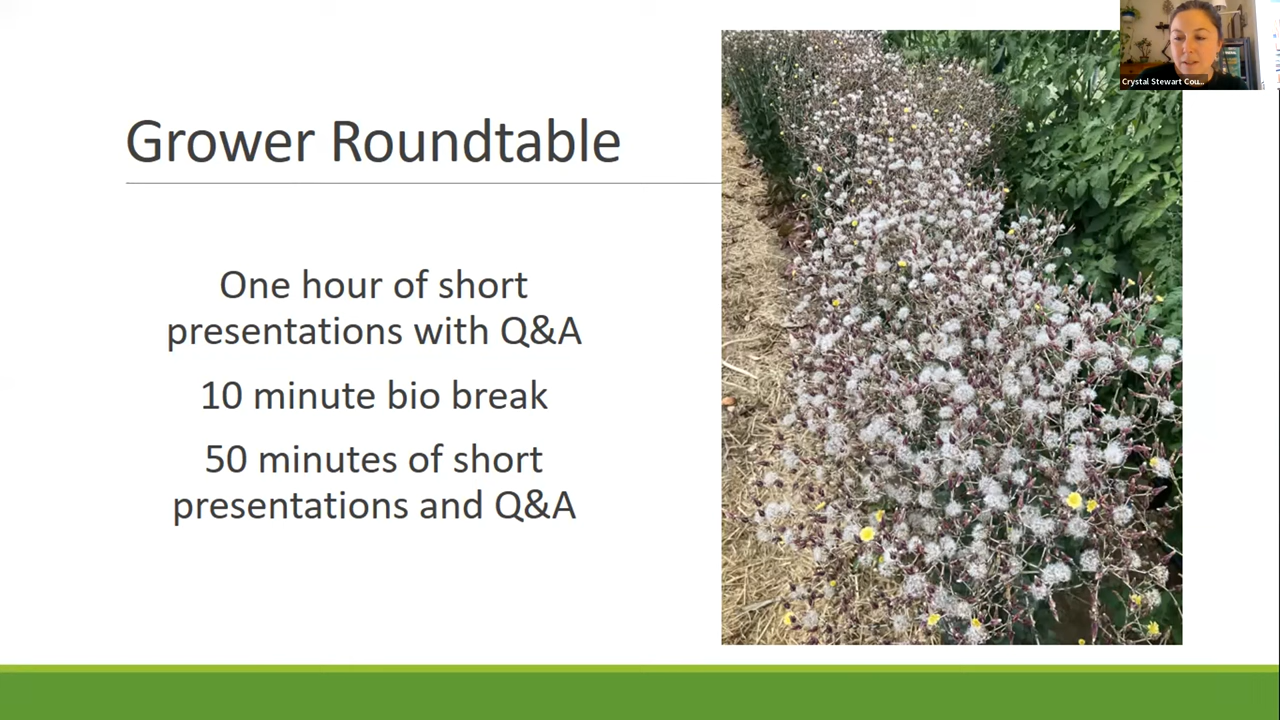 Grower Roundtable
One hour of short
presentations with Q&A
10 minute bio break
50 minutes of short
presentations and Q&A
Crystal Stewart Cou...